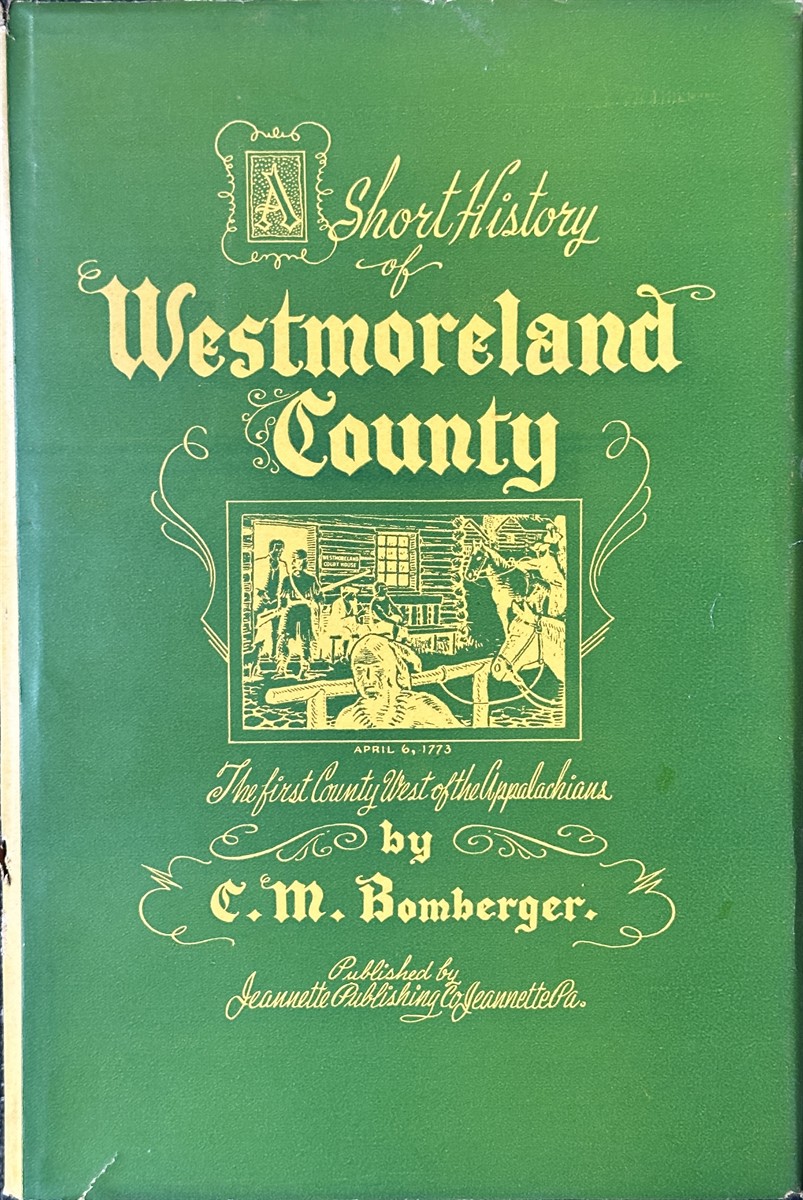 A Short History
of
Westmoreland
County
WESTMORELAND
COURT HOUSE
APRIL 6, 1773
The first County West of the Appalachians
by
C. M. Bomberger.
Published by
Jeannette Publishing Co Jeannette Pa.